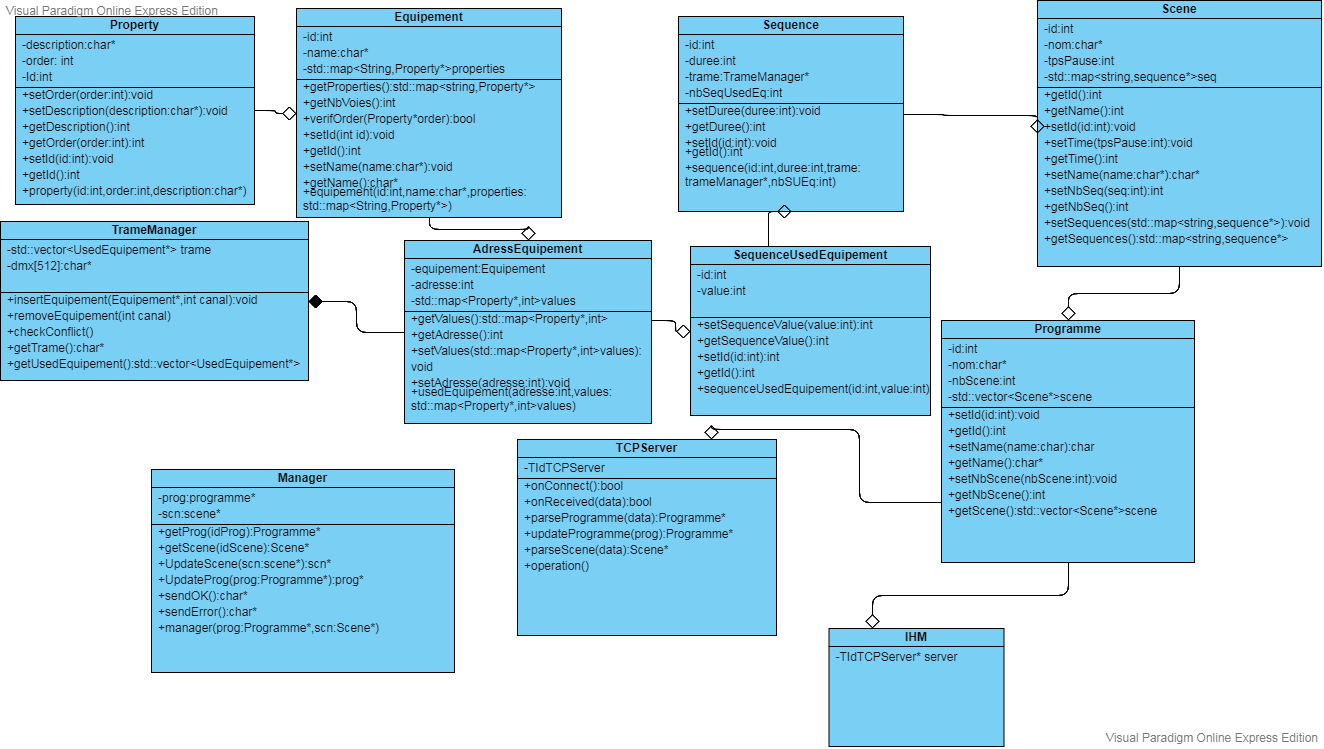 Visual Paradigm Online Express Edition
Property
-description:char*
-order: int
-Id:int
+setOrder(order:int):void
+setDescription(description:char*):void
+getDescription():int
+getOrder(order:int):int
+setId(id:int):void
+getId():int
+property(id:int,order:int,description:char*)
Equipement
-id:int
-name:char*
-std::map<String,Property*>properties
+getProperties():std::map<string,Property*>
+getNbVoies():int
+verifOrder(Property*order):bool
+setId(int id):void
+getId():int
+setName(name:char*):void
+getName():char*
+equipement(id:int,name:char*,properties:
std::map<String,Property*>)
Sequence
-id:int
-duree:int
-trame:TrameManager*
-nbSeqUsedEq:int
+setDuree(duree:int):void
+getDuree():int
+setId(id:int):void
+getId():int
+sequence(id:int,duree:int,trame:
trameManager*,nbSUEq:int)
Scene
-id:int
-nom:char*
-tpsPause:int
-std::map<string,sequence*>seq
+getId():int
+getName():int
+setId(id:int):void
+setTime(tpsPause:int):void
+getTime():int
+setName(name:char*):char*
+setNbSeq(seq:int):int
+getNbSeq():int
+setSequences(std::map<string,sequence*>):void
+getSequences():std::map<string,sequence*>
TrameManager
-std::vector<UsedEquipement*> trame
-dmx[512]:char*
+insertEquipement(Equipement*,int canal):void
+removeEquipement(int canal)
+checkConflict()
+getTrame():char*
+getUsedEquipement():std::vector<UsedEquipement*>
AdressEquipement
-equipement:Equipement
-adresse:int
-std::map<Property*,int>values
+getValues():std::map<Property*,int>
+getAdresse():int
+setValues(std::map<Property*,int>values):
void
+setAdresse(adresse:int):void
+usedEquipement(adresse:int,values:
std::map<Property*,int>values)
SequenceUsedEquipement
-id:int
-value:int
+setSequenceValue(value:int):int
+getSequenceValue():int
+setId(id:int):int
+getId():int
+sequenceUsedEquipement(id:int,value:int)
Programme
-id:int
-nom:char*
-nbScene:int
-std::vector<Scene*>scene
+setId(id:int):void
+getId():int
+setName(name:char):char
+getName():char*
+setNbScene(nbScene:int):void
+getNbScene():int
+getScene():std::vector<Scene*>scene
Manager
-prog:programme*
-scn:scene*
+getProg(idProg):Programme*
+getScene(idScene):Scene*
+UpdateScene(scn:scene*):scn*
+UpdateProg(prog:Programme*):prog*
+sendOK():char*
+sendError():char*
+manager(prog:Programme*,scn:Scene*)
TCPServer
-TIdTCPServer
+onConnect():bool
+onReceived(data):bool
+parseProgramme(data):Programme*
+updateProgramme(prog):Programme*
+parseScene(data):Scene*
+operation()
IHM
-TIdTCPServer* server
Visual Paradigm Online Express Edition